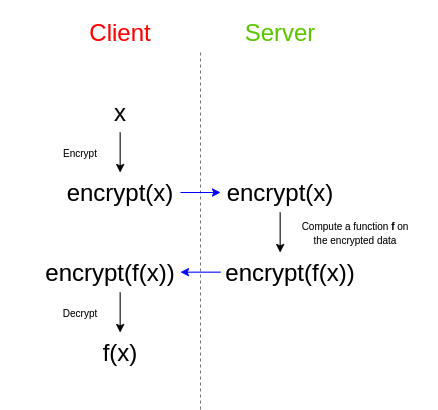 Client
Server
x
Encrypt
encrypt(x)
encrypt(x)
Compute a function f on
the encrypted data
encrypt(f(x))
encrypt(f(x))
Decrypt
f(x)